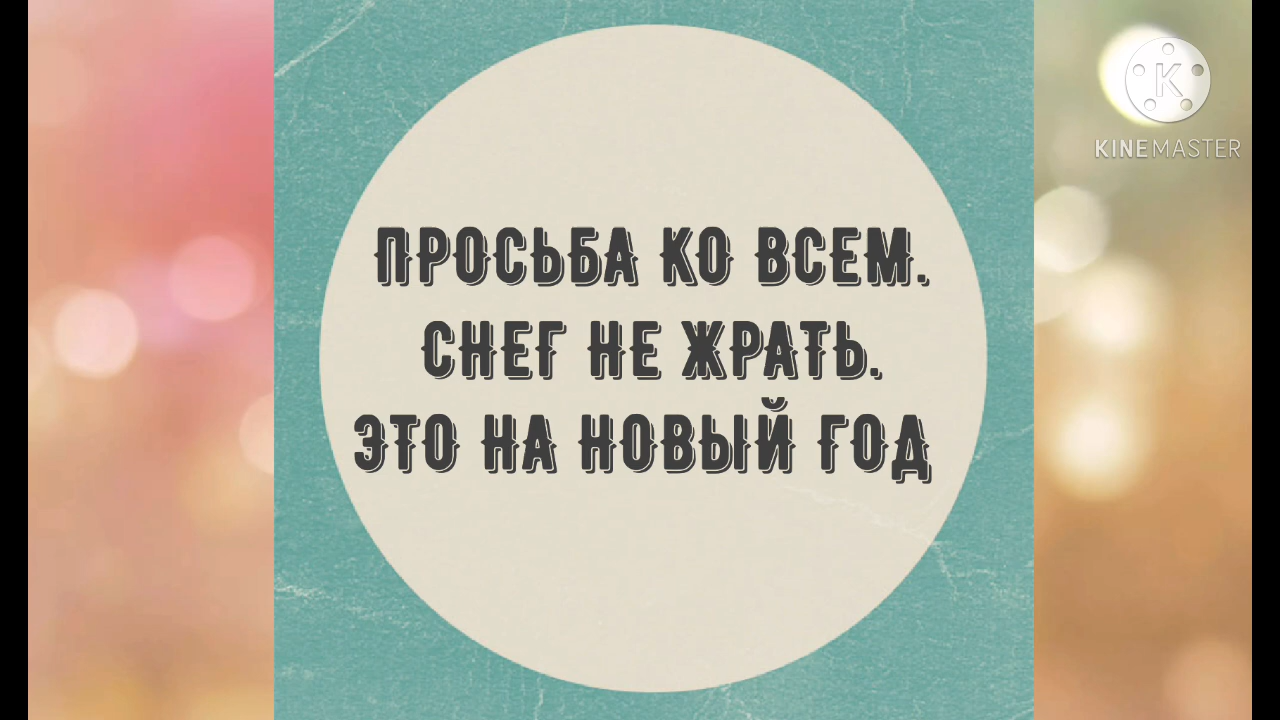 ПРОСЬБА КО ВСЕМ.
СНЕГ НЕ ЖРАТЬ.
ЭТО НА НОВЫЙ ГОД
K
KINEMASTER